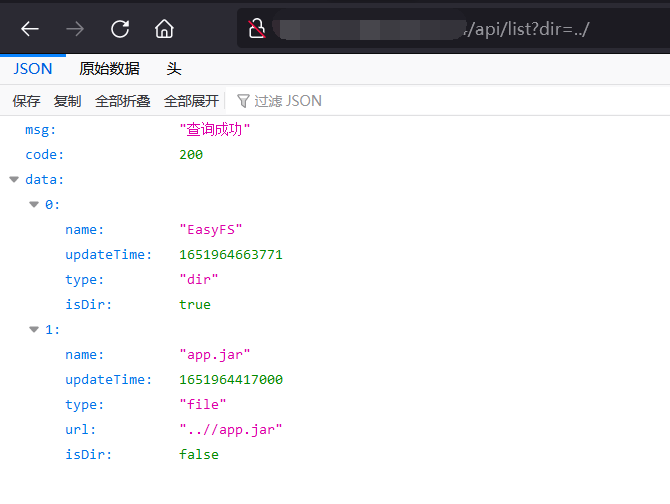 /api/list?dir=../
JSON 原始数据 头
保存 复制 全部折叠 全部展开 过滤 JSON
msg: "查询成功"
code: 200
data:
0:
name: "EasyFS"
updateTime: 1651964663771
type: "dir"
isDir: true
1:
name: "app.jar"
updateTime: 1651964417000
type: "file"
url: "..//app.jar"
isDir: false